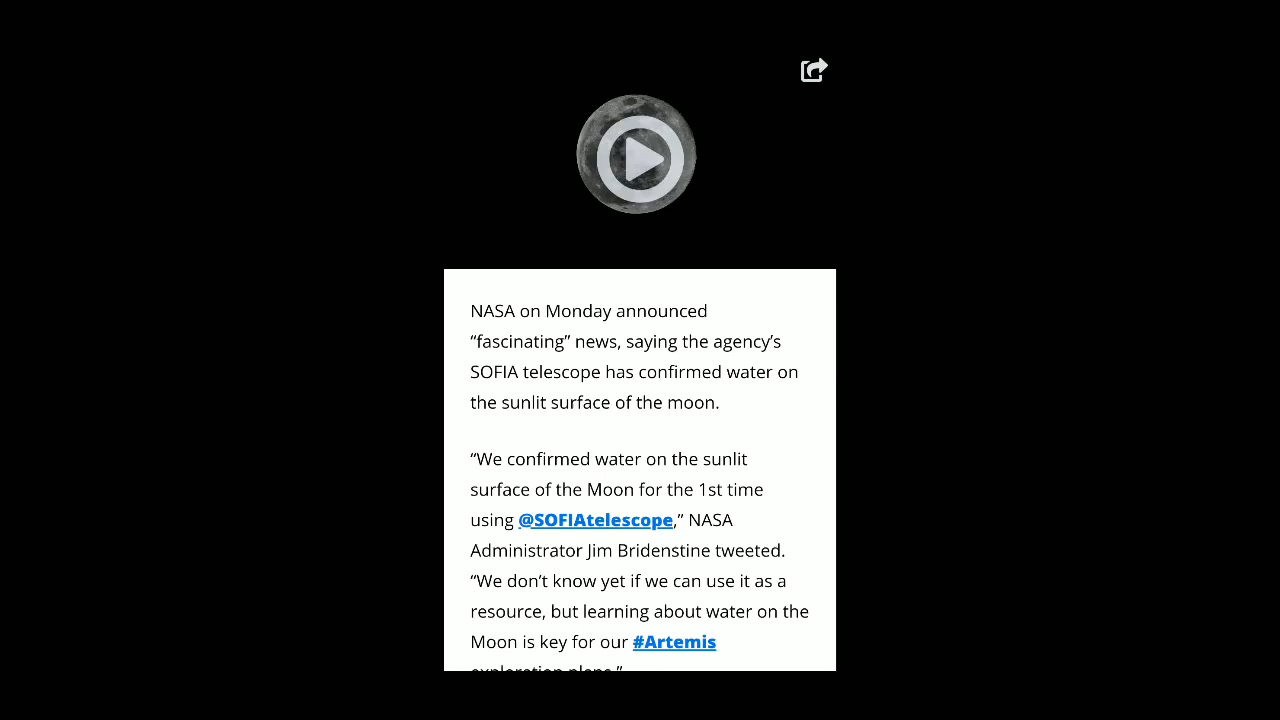 NASA on Monday announced
“fascinating” news, saying the agency’s
SOFIA telescope has confirmed water on
the sunlit surface of the moon.
“We confirmed water on the sunlit
surface of the Moon for the 1st time
using @SOFIAtelescope,” NASA
Administrator Jim Bridenstine tweeted.
“We don’t know yet if we can use it as a
resource, but learning about water on the
Moon is key for our #Artemis
exploration plans.”